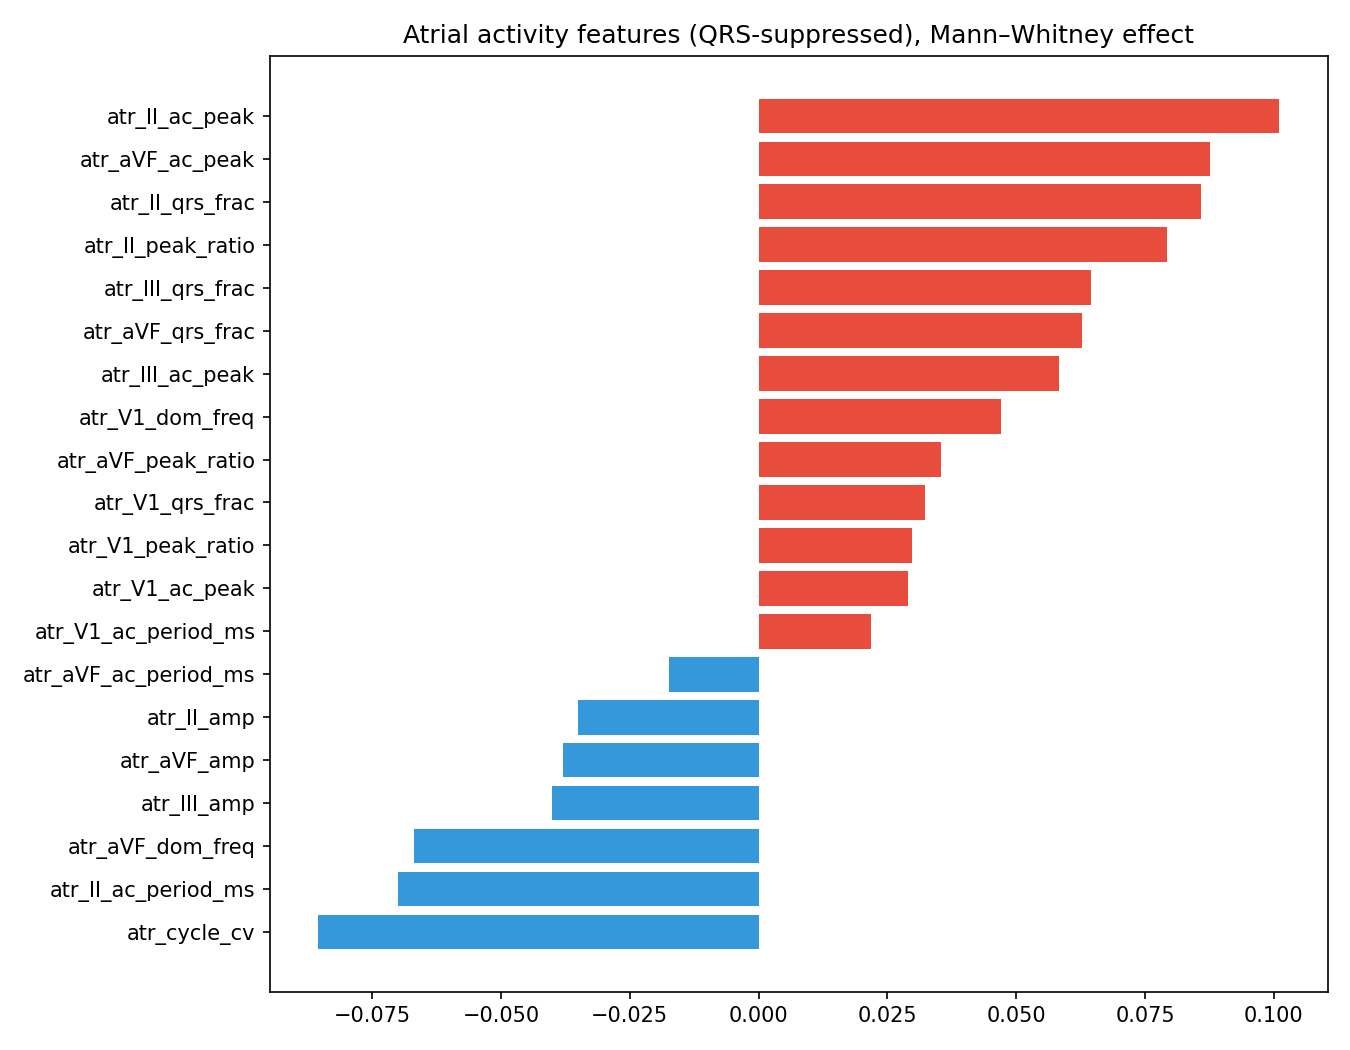 Atrial activity features (QRS-suppressed), Mann–Whitney effect
atr_II_ac_peak
atr_aVF_ac_peak
atr_II_qrs_frac
atr_II_peak_ratio
atr_III_qrs_frac
atr_aVF_qrs_frac
atr_III_ac_peak
atr_V1_dom_freq
atr_aVF_peak_ratio
atr_V1_qrs_frac
atr_V1_peak_ratio
atr_V1_ac_peak
atr_V1_ac_period_ms
atr_aVF_ac_period_ms
atr_II_amp
atr_aVF_amp
atr_III_amp
atr_aVF_dom_freq
atr_II_ac_period_ms
atr_cycle_cv
−0.075 −0.050 −0.025 0.000 0.025 0.050 0.075 0.100